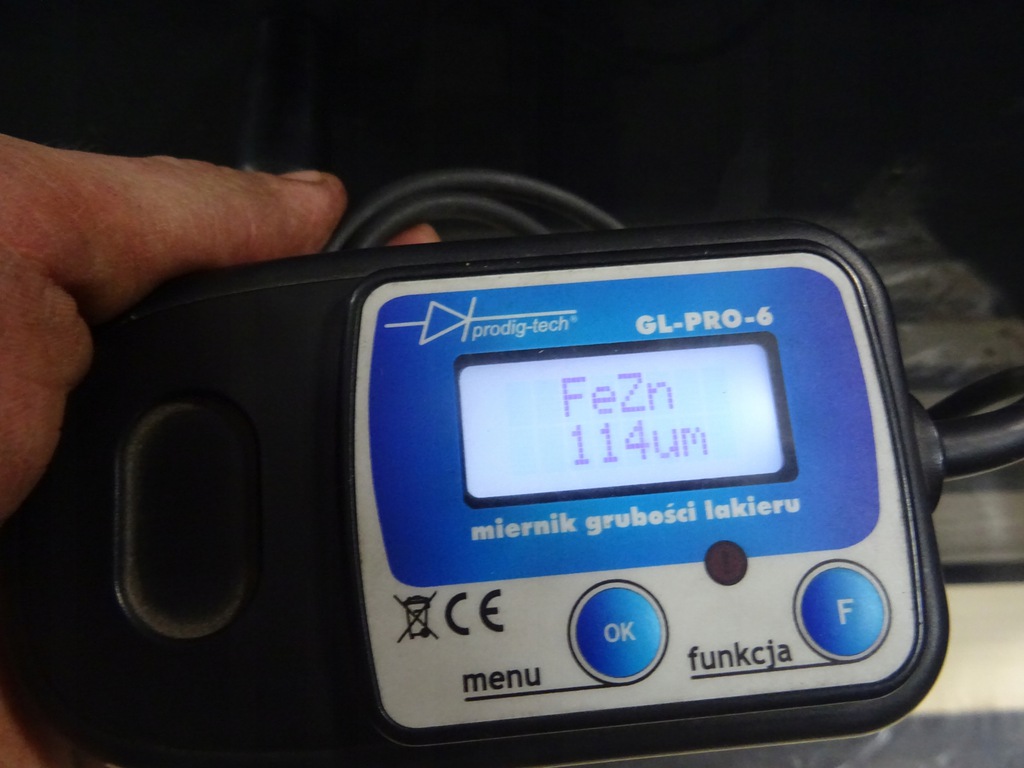 prodig-tech®
GL-PRO-6
FeZn
114um
miernik grubości lakieru
CE
OK
F
menu
funkcja